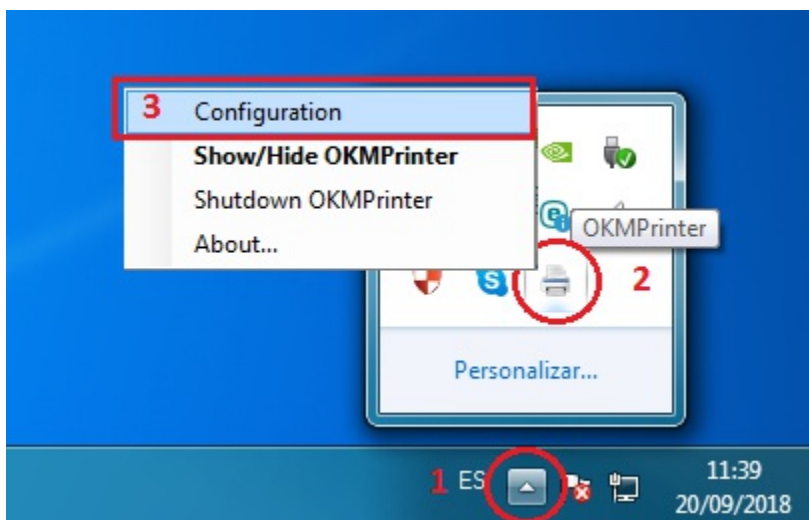 3 Configuration
Show/Hide OKMPrinter
Shutdown OKMPrinter
About...
OKMPrinter
2
Personalizar...
1 ES
11:39
20/09/2018